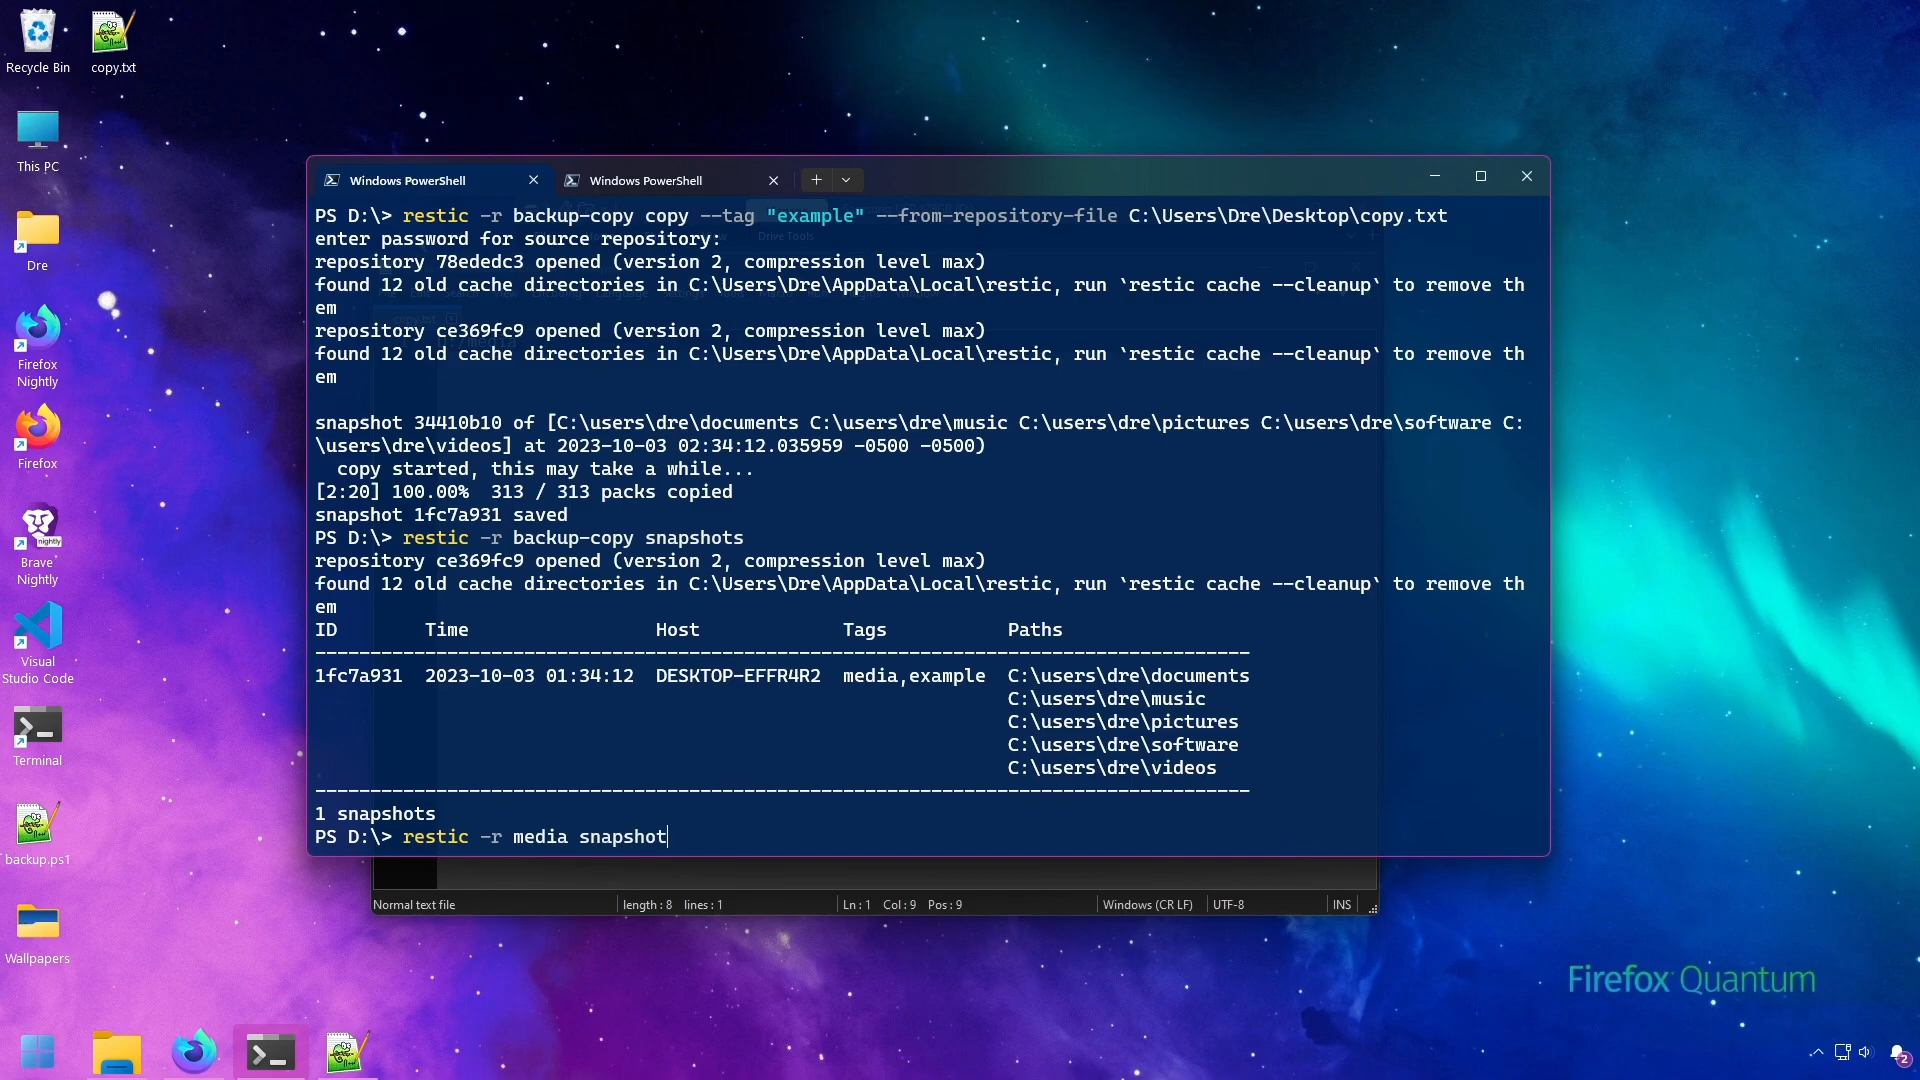 Recycle Bin
copy.txt
This PC
Dre
Firefox
Nightly
Firefox
Brave
Nightly
Visual
Studio Code
Terminal
backup.ps1
Wallpapers
Windows PowerShell
Windows PowerShell
PS D:\> restic -r backup-copy copy --tag "example" --from-repository-file C:\Users\Dre\Desktop\copy.txt
enter password for source repository:
repository 78ededc3 opened (version 2, compression level max)
found 12 old cache directories in C:\Users\Dre\AppData\Local\restic, run `restic cache --cleanup` to remove th
em
repository ce369fc9 opened (version 2, compression level max)
found 12 old cache directories in C:\Users\Dre\AppData\Local\restic, run `restic cache --cleanup` to remove th
em
snapshot 34410b10 of [C:\users\dre\documents C:\users\dre\music C:\users\dre\pictures C:\users\dre\software C:
\users\dre\videos] at 2023-10-03 02:34:12.035959 -0500 -0500)
copy started, this may take a while...
[2:20] 100.00%  313 / 313 packs copied
snapshot 1fc7a931 saved
PS D:\> restic -r backup-copy snapshots
repository ce369fc9 opened (version 2, compression level max)
found 12 old cache directories in C:\Users\Dre\AppData\Local\restic, run `restic cache --cleanup` to remove th
em
ID Time Host Tags Paths
1fc7a931 2023-10-03 01:34:12 DESKTOP-EFFR4R2 media,example C:\users\dre\documents
C:\users\dre\music
C:\users\dre\pictures
C:\users\dre\software
C:\users\dre\videos
1 snapshots
PS D:\> restic -r media snapshot
Normal text file length : 8 lines : 1 Ln : 1 Col : 9 Pos : 9 Windows (CR LF) UTF-8 INS
Firefox Quantum
2